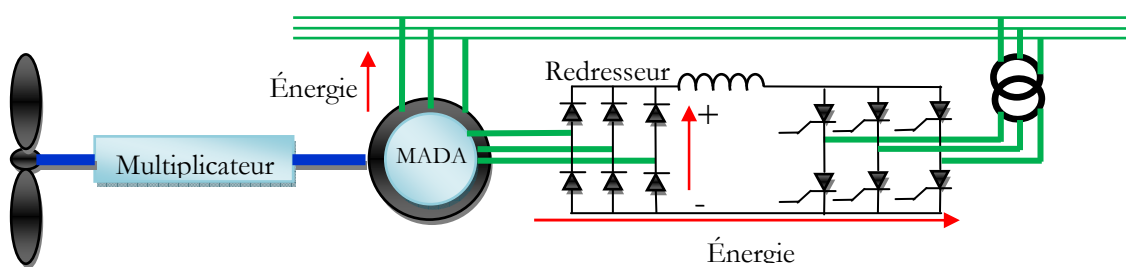 Énergie
Redresseur
+
Multiplicateur
MADA
-
Énergie